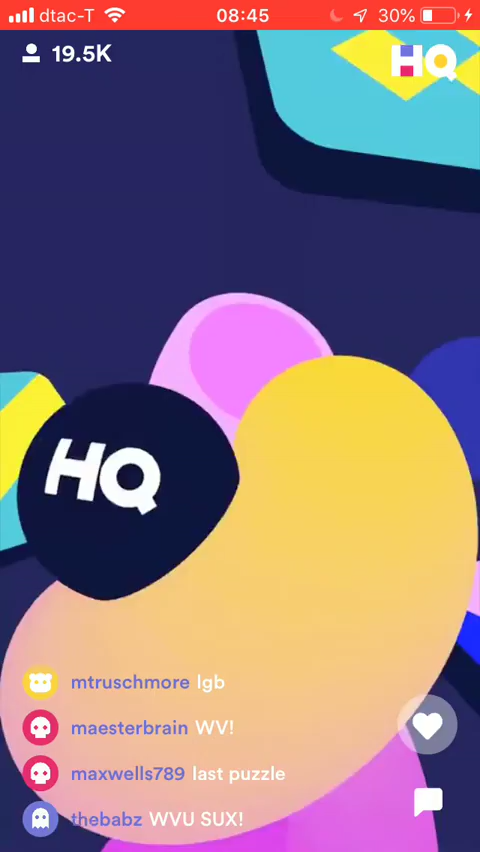 dtac-T 08:45 30%
19.5K HQ
HQ
mtruschmore lgb
maesterbrain WV!
maxwells789 last puzzle
thebabz WVU SUX!